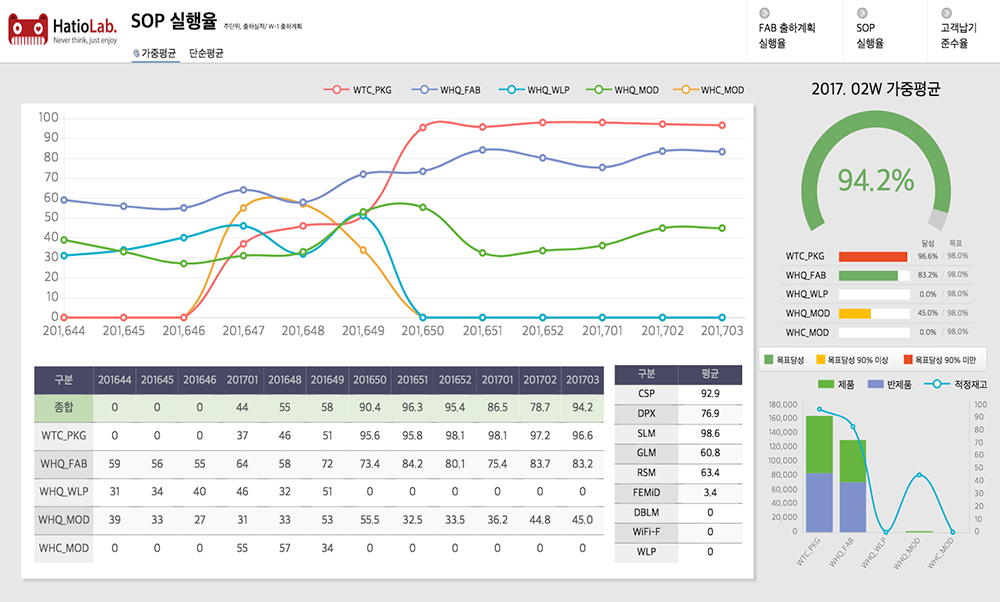 HatioLab.
Never think, just enjoy
SOP 실행율 주단위, 출하실적/ W-1 출하계획
가중평균 단순평균
FAB 출하계획
실행율
SOP
실행율
고객납기
준수율
WTC_PKG WHQ_FAB WHQ_WLP WHQ_MOD WHC_MOD
100
90
80
70
60
50
40
30
20
10
0
201,644 201,645 201,646 201,647 201,648 201,649 201,650 201,651 201,652 201,701 201,702 201,703
구분 201644 201645 201646 201701 201648 201649 201650 201651 201652 201701 201702 201703
종합 0 0 0 44 55 58 90.4 96.3 95.4 86.5 78.7 94.2
WTC_PKG 0 0 0 37 46 51 95.6 95.8 98.1 98.1 97.2 96.6
WHQ_FAB 59 56 55 64 58 72 73.4 84.2 80.1 75.4 83.7 83.2
WHQ_WLP 31 34 40 46 32 51 0 0 0 0 0 0
WHQ_MOD 39 33 27 31 33 53 55.5 32.5 33.5 36.2 44.8 45.0
WHC_MOD 0 0 0 55 57 34 0 0 0 0 0 0
구분 평균
CSP 92.9
DPX 76.9
SLM 98.6
GLM 60.8
RSM 63.4
FEMiD 3.4
DBLM 0
WiFi-F 0
WLP 0
2017. 02W 가중평균
94.2%
달성 목표
WTC_PKG 96.6% / 98.0%
WHQ_FAB 83.2% / 98.0%
WHQ_WLP 0.0% / 98.0%
WHQ_MOD 45.0% / 98.0%
WHC_MOD 0.0% / 98.0%
목표달성 목표달성 90% 이상 목표달성 90% 미만
제품 반제품 적정재고
180,000 100
160,000 90
140,000 80
120,000 70
100,000 60
80,000 50
60,000 40
40,000 30
20,000 20
0 10
0
WTC_PKG WHQ_FAB WHQ_WLP WHQ_MOD WHC_MOD